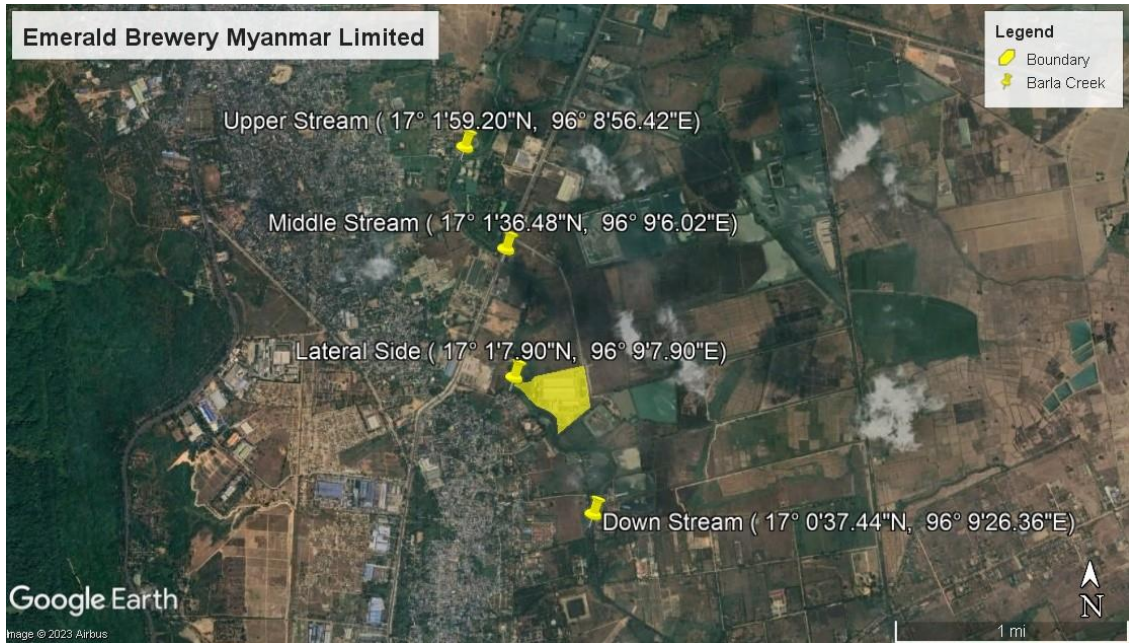 Emerald Brewery Myanmar Limited
Legend
Boundary
Barla Creek
Upper Stream ( 17° 1'59.20"N,  96° 8'56.42"E)
Middle Stream ( 17° 1'36.48"N,  96° 9'6.02"E)
Lateral Side ( 17° 1'7.90"N,  96° 9'7.90"E)
Down Stream ( 17° 0'37.44"N,  96° 9'26.36"E)
Google Earth
Image © 2023 Airbus
N
1 mi